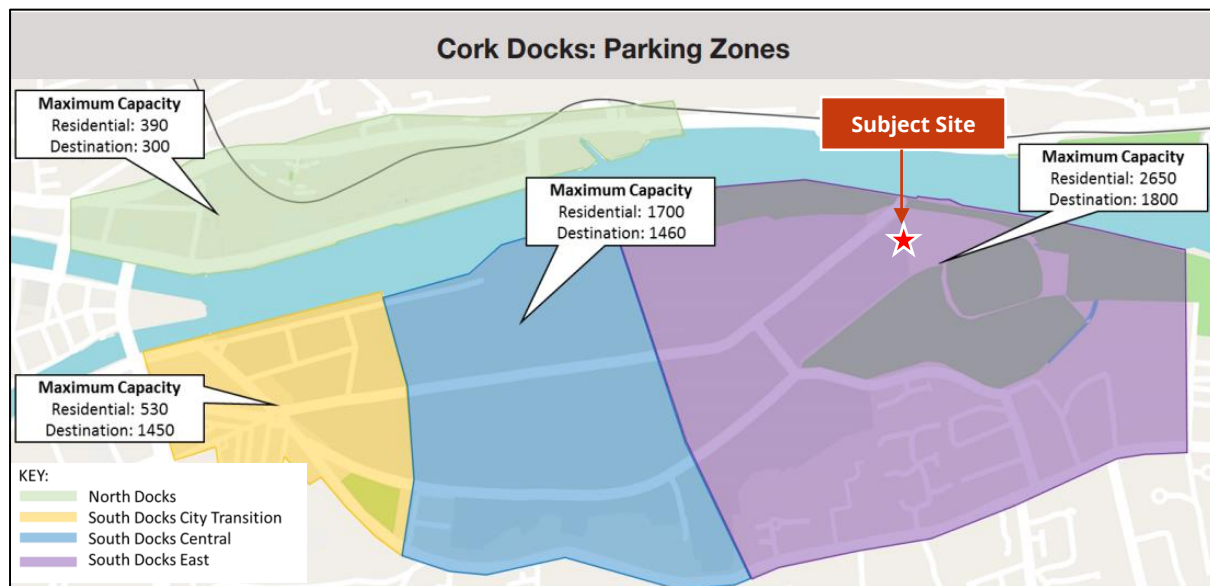 Cork Docks: Parking Zones
Maximum Capacity
Residential: 390
Destination: 300
Subject Site
Maximum Capacity
Residential: 2650
Destination: 1800
Maximum Capacity
Residential: 1700
Destination: 1460
Maximum Capacity
Residential: 530
Destination: 1450
KEY:
North Docks
South Docks City Transition
South Docks Central
South Docks East